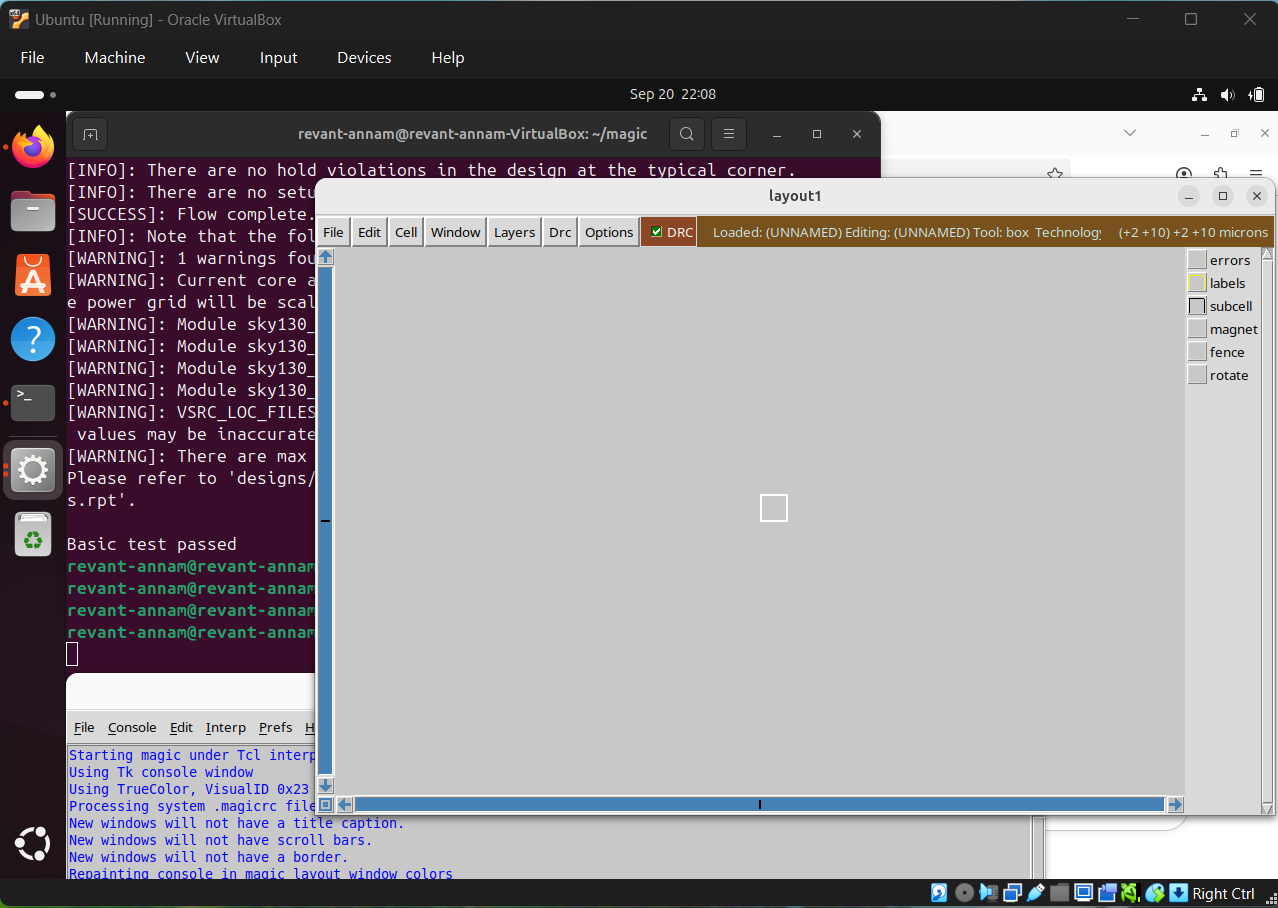 Ubuntu [Running] - Oracle VirtualBox
File Machine View Input Devices Help
Sep 20 22:08
revant-annam@revant-annam-VirtualBox: ~/magic
[INFO]: There are no hold violations in the design at the typical corner.
[INFO]: There are no setu
[SUCCESS]: Flow complete.
[INFO]: Note that the fol
[WARNING]: 1 warnings fou
[WARNING]: Current core a
e power grid will be scal
[WARNING]: Module sky130_
[WARNING]: Module sky130_
[WARNING]: Module sky130_
[WARNING]: Module sky130_
[WARNING]: VSRC_LOC_FILES
values may be inaccurate
[WARNING]: There are max
Please refer to 'designs/
s.rpt'.
Basic test passed
revant-annam@revant-annam
revant-annam@revant-annam
revant-annam@revant-annam
revant-annam@revant-annam
layout1
File Edit Cell Window Layers Drc Options DRC Loaded: (UNNAMED) Editing: (UNNAMED) Tool: box Technology (+2 +10) +2 +10 microns
errors
labels
subcell
magnet
fence
rotate
File Console Edit Interp Prefs H
Starting magic under Tcl interp
Using Tk console window
Using TrueColor, VisualID 0x23
Processing system .magicrc file
New windows will not have a title caption.
New windows will not have scroll bars.
New windows will not have a border.
Repainting console in magic layout window colors
Right Ctrl